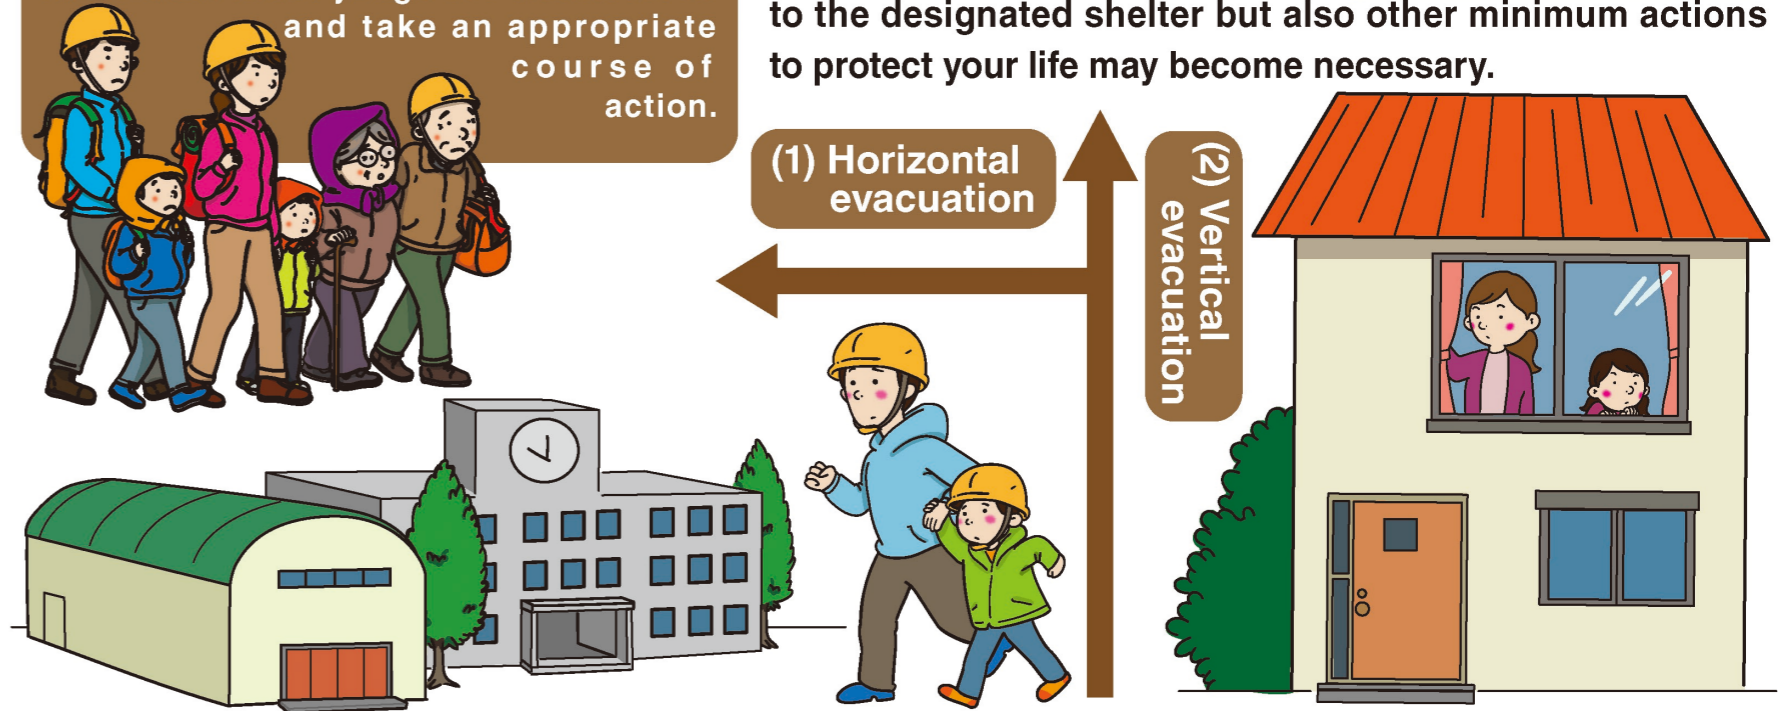 and take an appropriate
course of
action.
to the designated shelter but also other minimum actions
to protect your life may become necessary.
(1) Horizontal
evacuation
(2) Vertical
evacuation